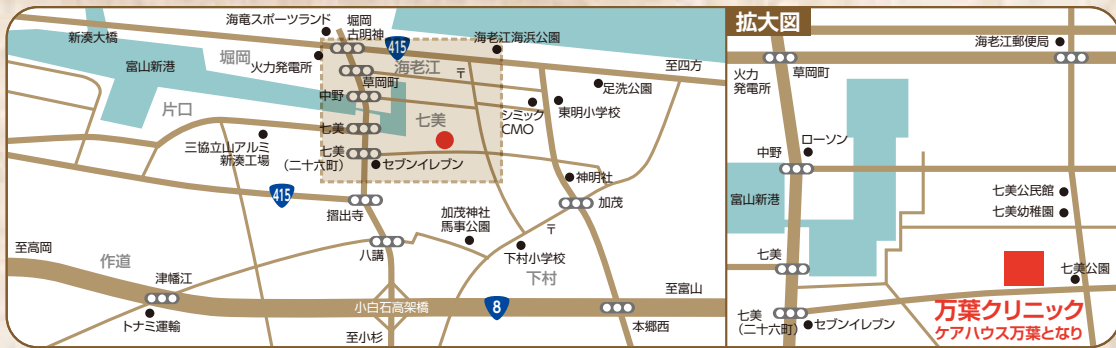 海竜スポーツランド
堀岡
古明神
415
新湊大橋
海老江海浜公園
堀岡
火力発電所
海老江
〒
至四方
富山新港
草岡町
足洗公園
中野
シミック
CMO
東明小学校
片口
七美
七美
三協立山アルミ
新湊工場
七美
(二十六町)
セブンイレブン
神明社
415
摺出寺
加茂神社
馬事公園
加茂
〒
至高岡
八講
下村小学校
作道
下村
津幡江
至富山
小白石高架橋
8
トナミ運輸
至小杉
本郷西
拡大図
海老江郵便局
火力
発電所
草岡町
ローソン
中野
富山新港
七美公民館
七美幼稚園
七美
七美公園
万葉クリニック
ケアハウス万葉となり
七美
(二十六町)
セブンイレブン